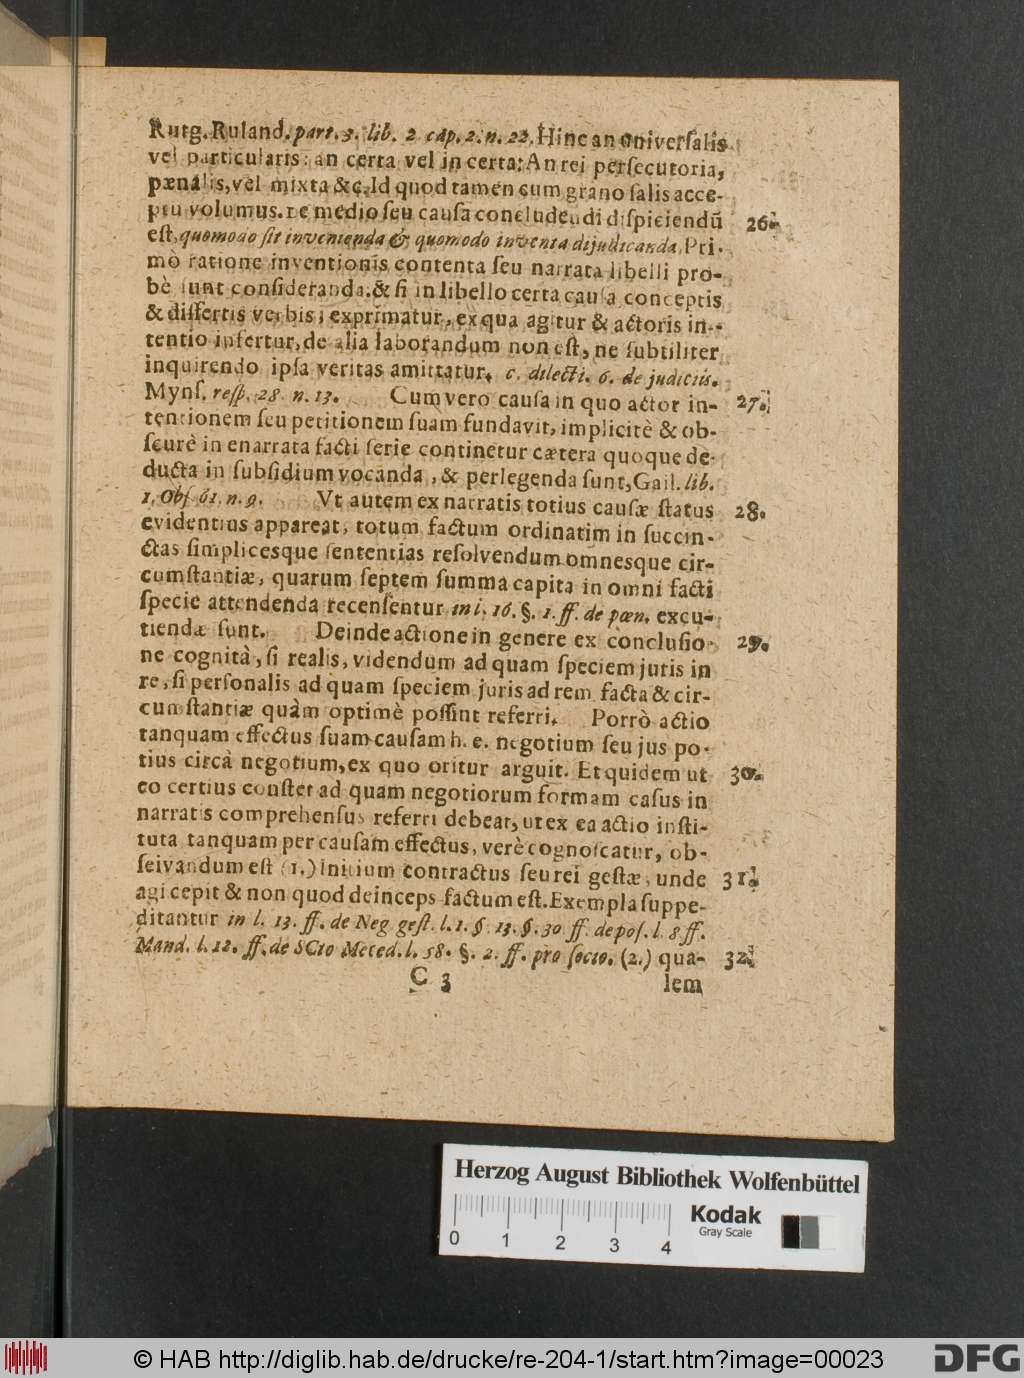 Rutg. Ruland. part. 3. lib. 2 cap. 2. n. 22. Hinc an universalis
vel particularis: an certa vel incerta: An rei persecutoria,
pænalis, vel mixta &c. Id quod tamen cum grano salis acce-
ptu volumus. De medio seu causa concludendi dispiciendũ 26.
est, quomodo sit invenienda & quomodo inventa dijudicanda. Pri-
mò ratione inventionis contenta seu narrata libelli pro-
bè sunt consideranda, & si in libello certa causa conceptis
& dissertis verbis exprimatur, ex qua agitur & actoris in-
tentio infertur, de alia laborandum non est, ne subtiliter
inquirendo ipsa veritas amittatur, c. dilecti. 6. de judiciis.
Myns. resp. 28 n. 13. Cum vero causa in quo actor in- 27.
tentionem seu petitionem suam fundavit, implicitè & ob-
scurè in enarrata facti serie continetur cætera quoque de-
ducta in subsidium vocanda, & perlegenda sunt, Gail. lib.
1. Obs 61. n. 9. Vt autem ex narratis totius causæ status 28.
evidentius appareat, totum factum ordinatim in succin-
ctas simplicesque sententias resolvendum omnesque cir-
cumstantiæ, quarum septem summa capita in omni facti
specie attendenda recensentur in l. 16. §. 1. ff. de pœn. excu-
tiendæ sunt. Deinde actione in genere ex conclusio- 29.
ne cognità, si realis, videndum ad quam speciem juris in
re, si personalis ad quam speciem juris ad rem facta & cir-
cumstantiæ quàm optimè possint referri. Porrò actio
tanquam effectus suam causam h. e. negotium seu jus po-
tius circà negotium, ex quo oritur arguit. Et quidem ut 30.
eo certius constet ad quam negotiorum formam casus in
narratis comprehensus referri debeat, ut ex ea actio insti-
tuta tanquam per causam effectus, verè cognoscatur, ob-
servandum est (1.) Initium contractus seu rei gestæ, unde 31.
agi cepit & non quod deinceps factum est. Exempla suppe-
ditantur in l. 13. ff. de Neg gest. l. 1. §. 13. §. 30 ff. depos. l. 8 ff.
Mand. l. 12. ff. de SCto Maced. l. 58. §. 2. ff. pro socio. (2.) qua- 32.
C 3 lem
Herzog August Bibliothek Wolfenbüttel
Kodak
Gray Scale
0 1 2 3 4
© HAB http://diglib.hab.de/drucke/re-204-1/start.htm?image=00023
DFG